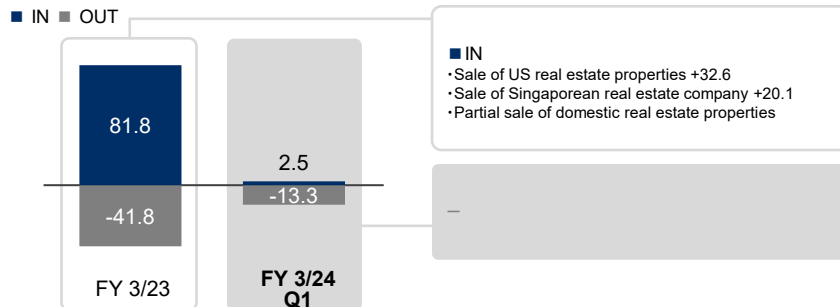 ■ IN ■ OUT
81.8
-41.8
FY 3/23
2.5
-13.3
FY 3/24
Q1
■ IN
・Sale of US real estate properties +32.6
・Sale of Singaporean real estate company +20.1
・Partial sale of domestic real estate properties
–